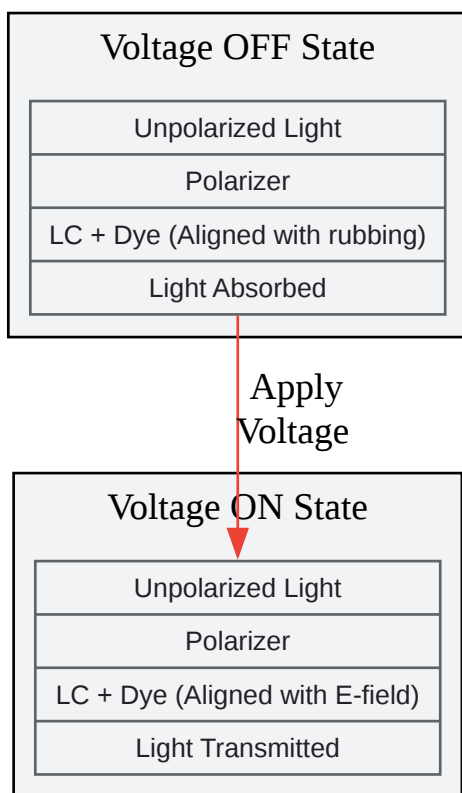 Voltage OFF State
Unpolarized Light
Polarizer
LC + Dye (Aligned with rubbing)
Light Absorbed
Apply
Voltage
Voltage ON State
Unpolarized Light
Polarizer
LC + Dye (Aligned with E-field)
Light Transmitted